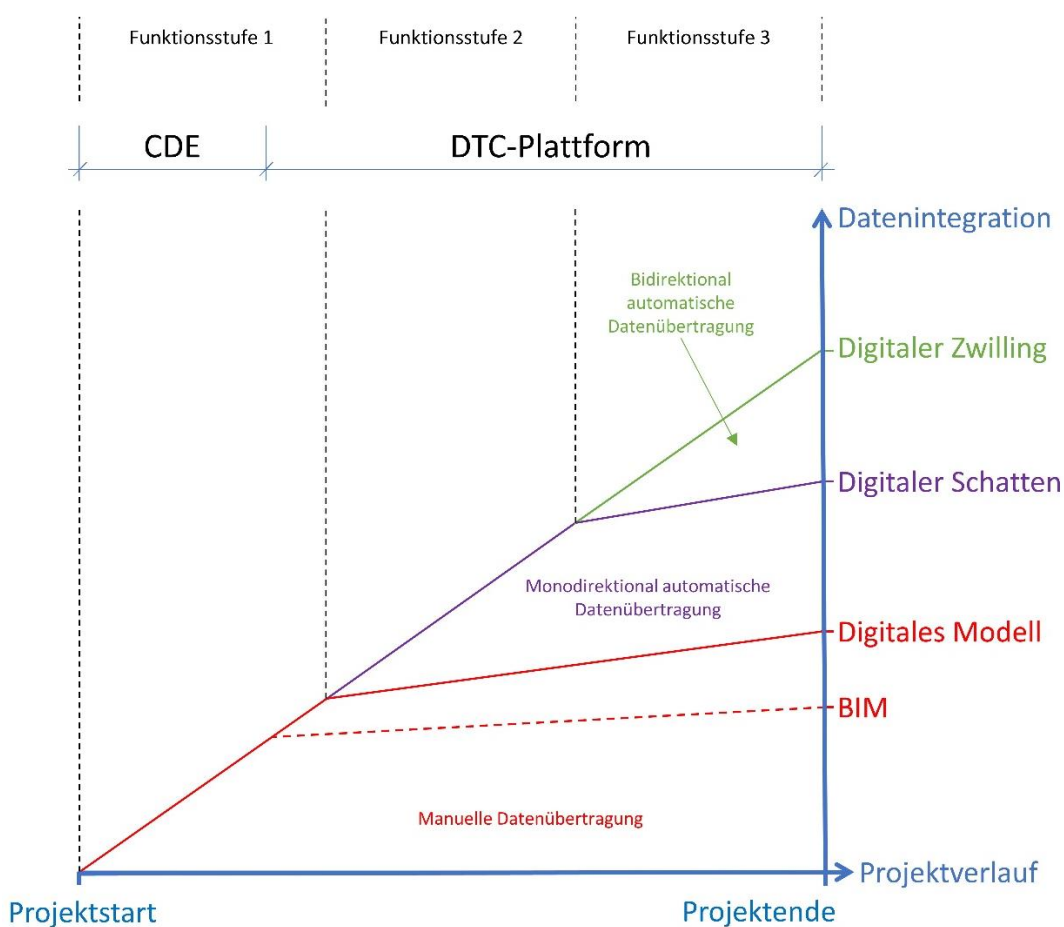 Funktionsstufe 1
Funktionsstufe 2
Funktionsstufe 3
CDE
DTC-Plattform
Datenintegration
Bidirektional
automatische
Datenübertragung
Digitaler Zwilling
Digitaler Schatten
Monodirektional automatische
Datenübertragung
Digitales Modell
BIM
Manuelle Datenübertragung
Projektverlauf
Projektstart
Projektende